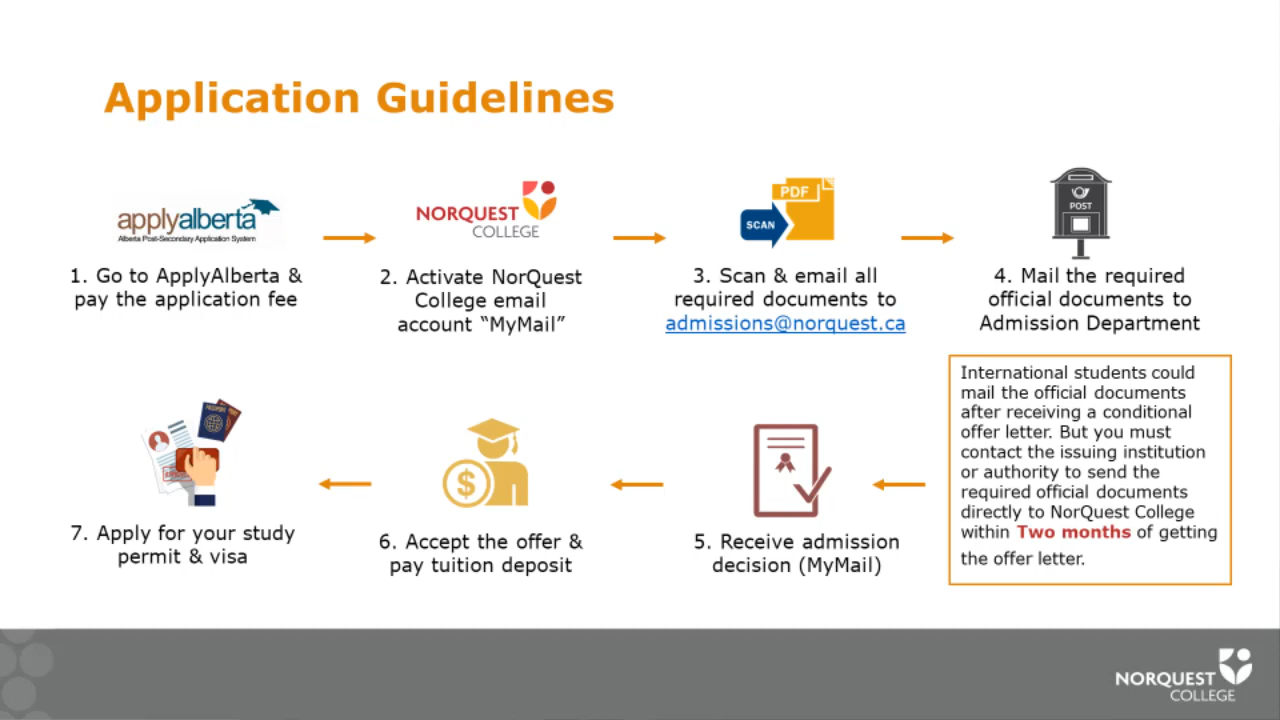 Application Guidelines
applyalberta
Alberta Post-Secondary Application System
1. Go to ApplyAlberta &
pay the application fee
NORQUEST
COLLEGE
2. Activate NorQuest
College email
account “MyMail”
PDF
SCAN
3. Scan & email all
required documents to
admissions@norquest.ca
POST
4. Mail the required
official documents to
Admission Department
International students could
mail the official documents
after receiving a conditional
offer letter. But you must
contact the issuing institution
or authority to send the
required official documents
directly to NorQuest College
within Two months of getting
the offer letter.
5. Receive admission
decision (MyMail)
$
6. Accept the offer &
pay tuition deposit
PASSPORT
7. Apply for your study
permit & visa
NORQUEST
COLLEGE